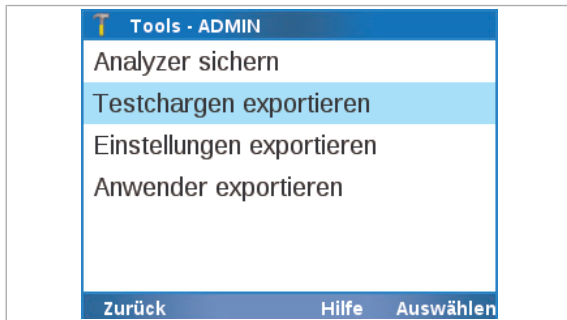 Tools - ADMIN
Analyzer sichern
Testchargen exportieren
Einstellungen exportieren
Anwender exportieren
Zurück Hilfe Auswählen